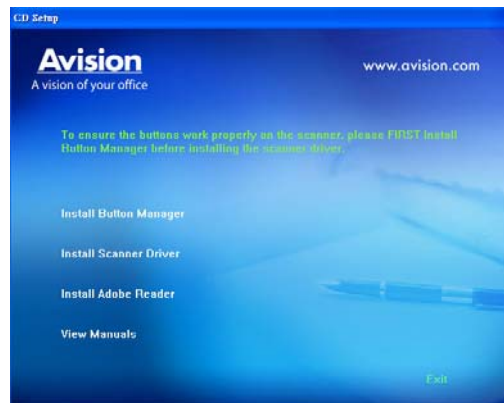 CD Setup
Avision
A vision of your office
www.avision.com
To ensure the buttons work properly on the scanner, please FIRST Install
Button Manager before installing the scanner driver.
Install Button Manager
Install Scanner Driver
Install Adobe Reader
View Manuals
Exit